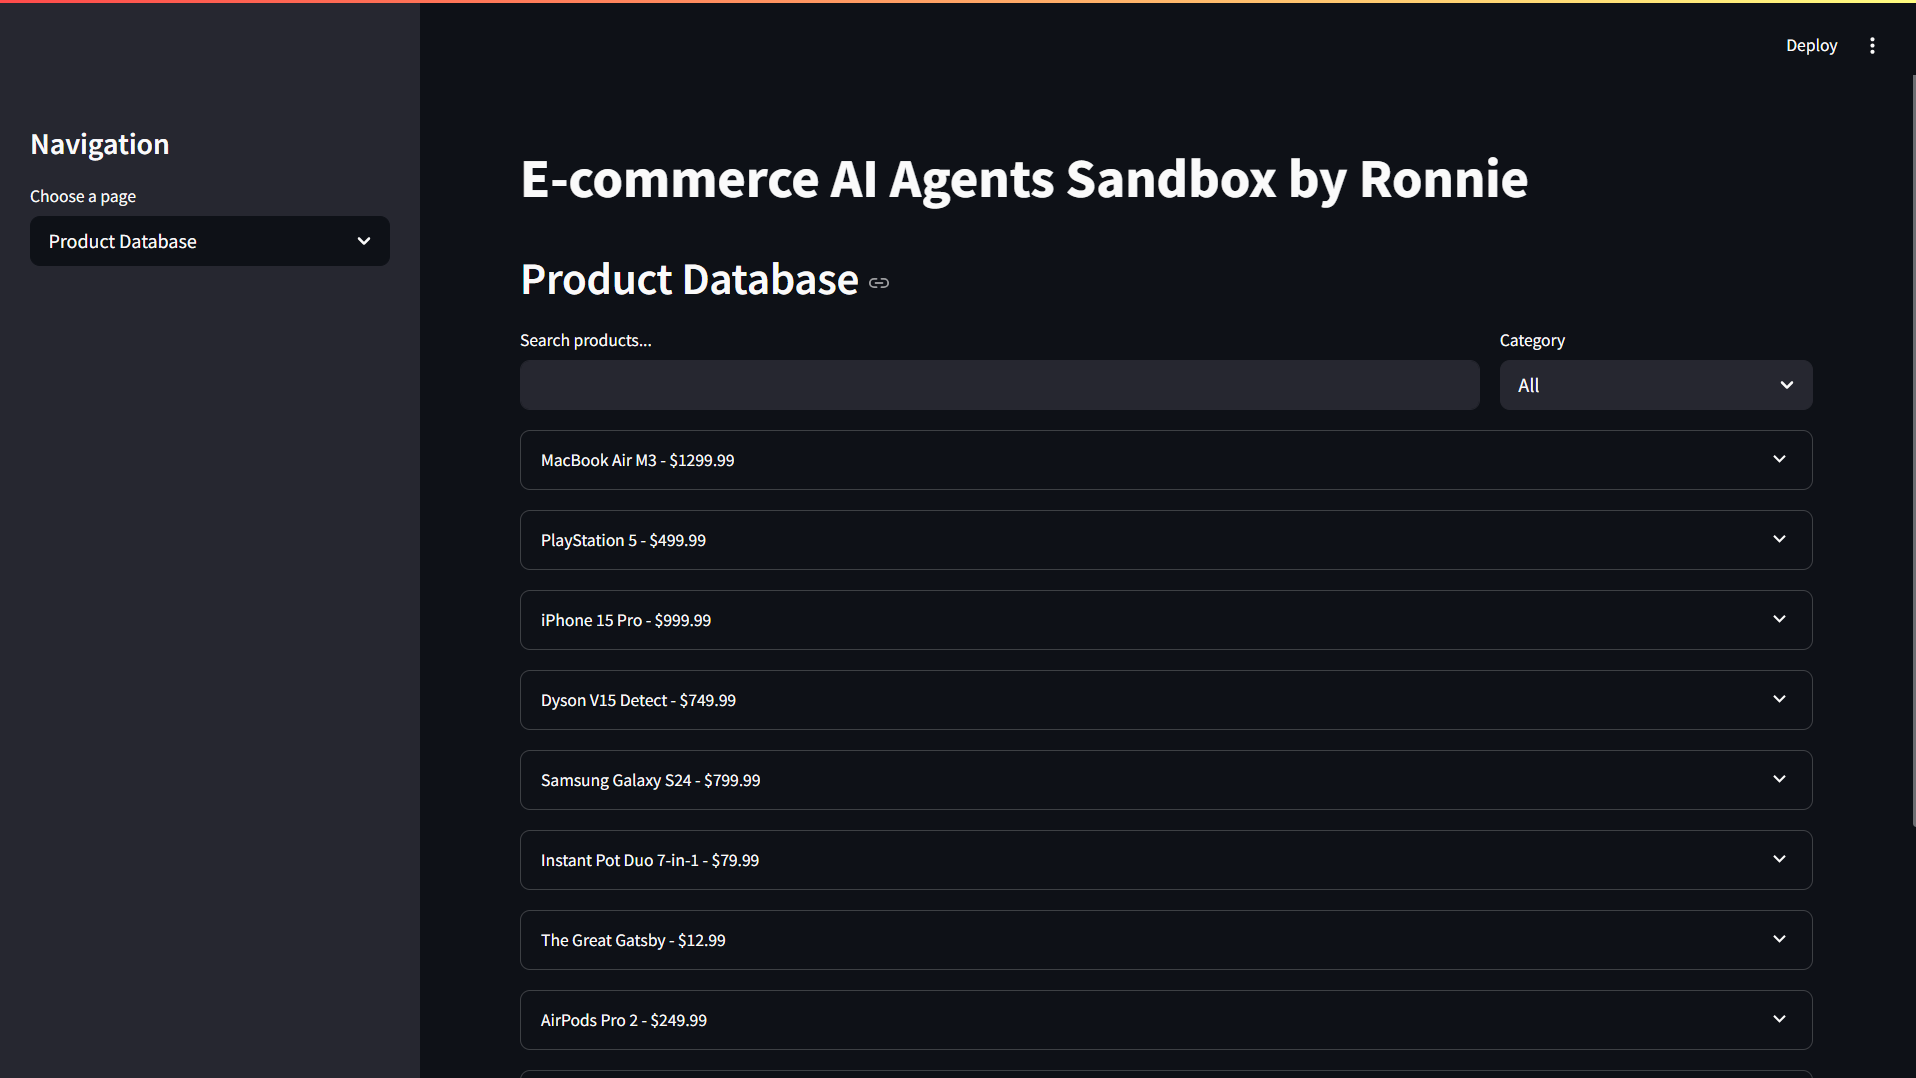 Deploy
Navigation
Choose a page
Product Database
E-commerce AI Agents Sandbox by Ronnie
Product Database
Search products...
Category
All
MacBook Air M3 - $1299.99
PlayStation 5 - $499.99
iPhone 15 Pro - $999.99
Dyson V15 Detect - $749.99
Samsung Galaxy S24 - $799.99
Instant Pot Duo 7-in-1 - $79.99
The Great Gatsby - $12.99
AirPods Pro 2 - $249.99